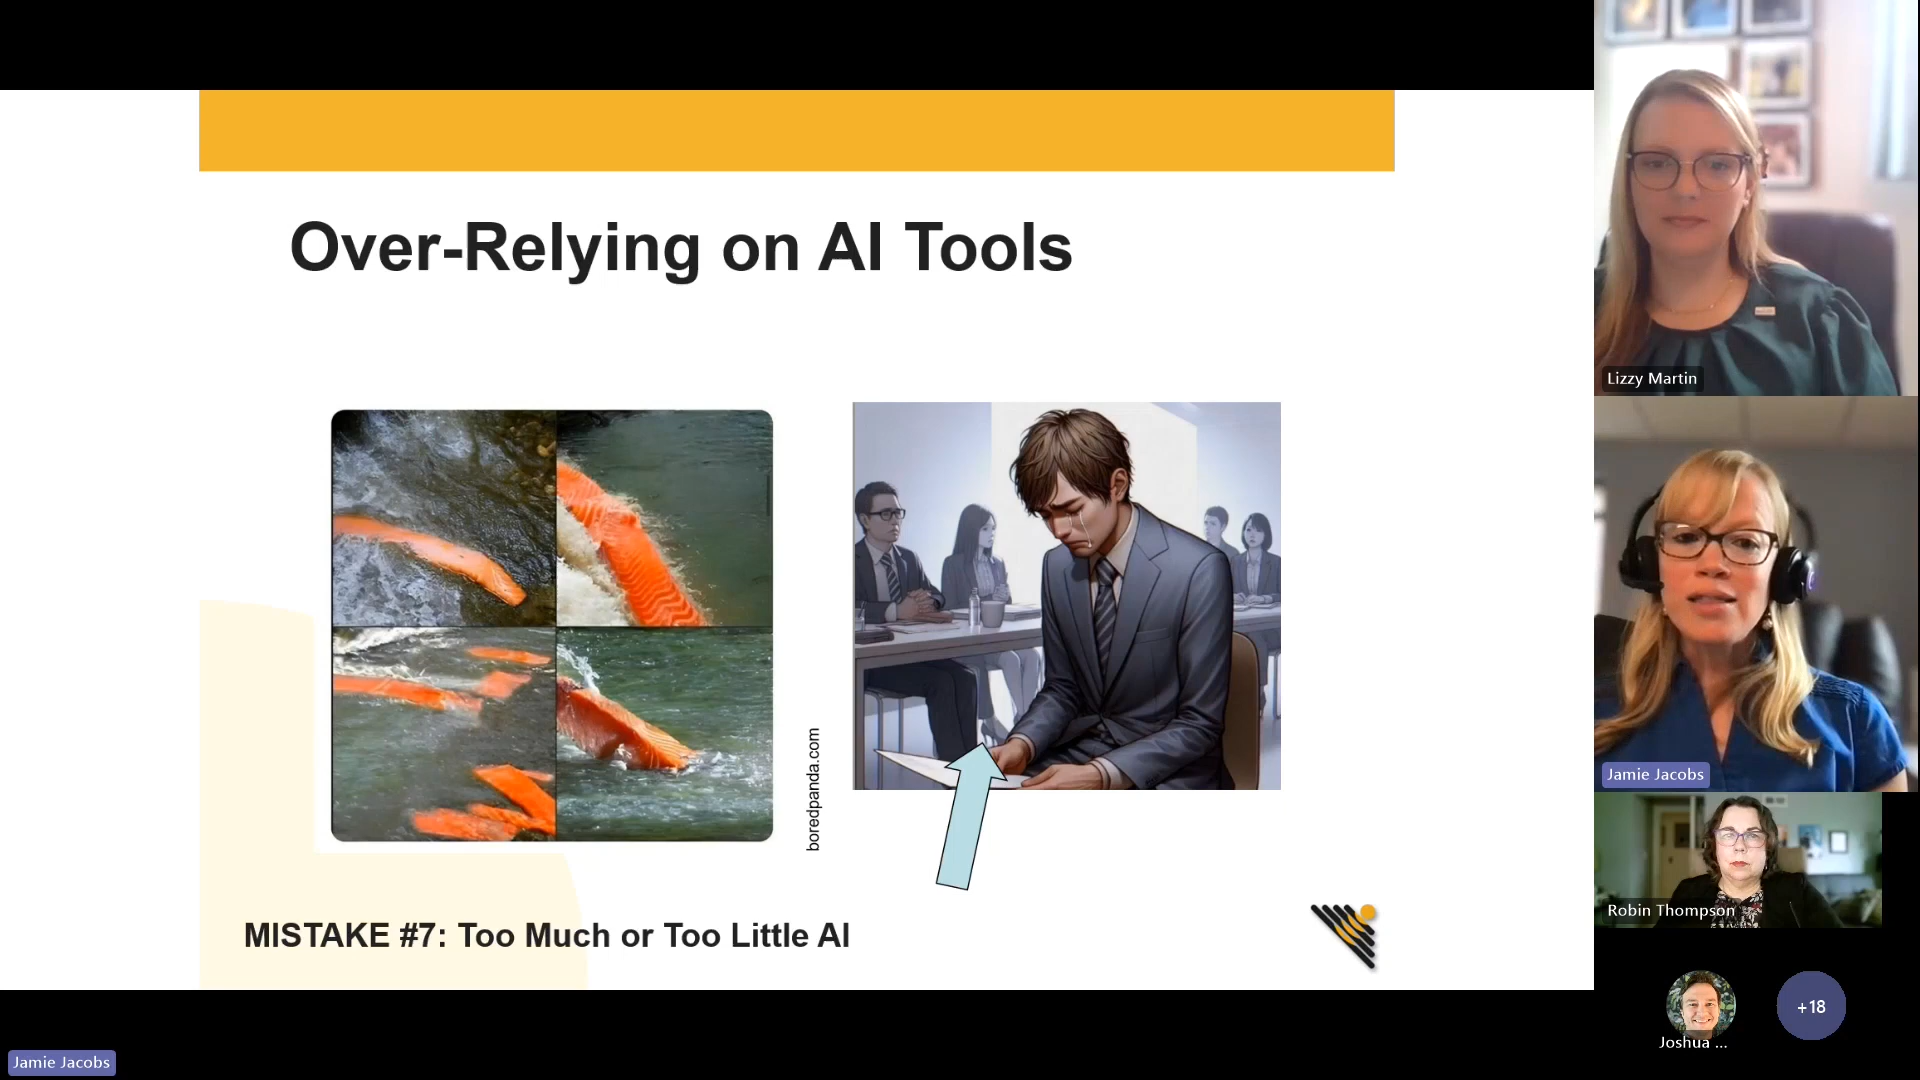 Over-Relying on AI Tools
boredpanda.com
MISTAKE #7: Too Much or Too Little AI
Jamie Jacobs
Lizzy Martin
Jamie Jacobs
Robin Thompson
Joshua ...
+18